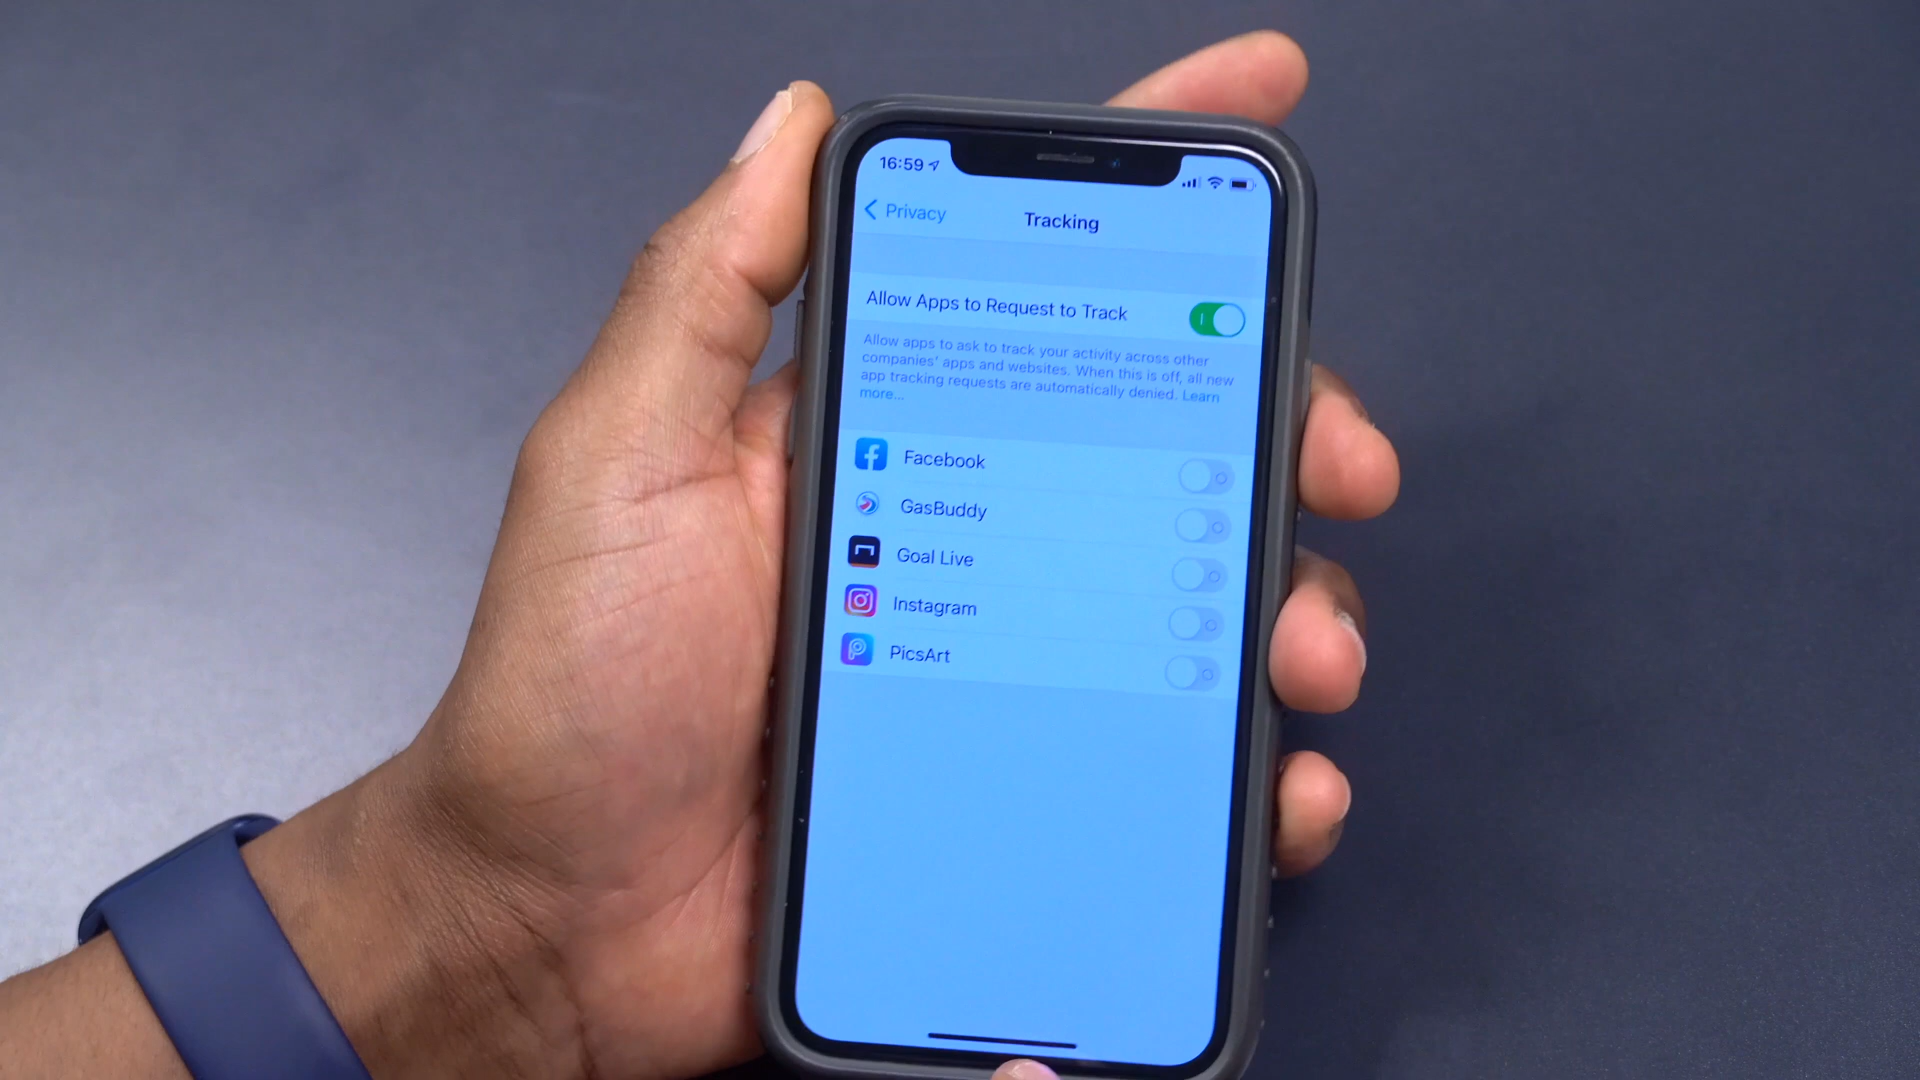 16:59
Privacy
Tracking
Allow Apps to Request to Track
Allow apps to ask to track your activity across other
companies' apps and websites. When this is off, all new
app tracking requests are automatically denied. Learn
more...
Facebook
GasBuddy
Goal Live
Instagram
PicsArt